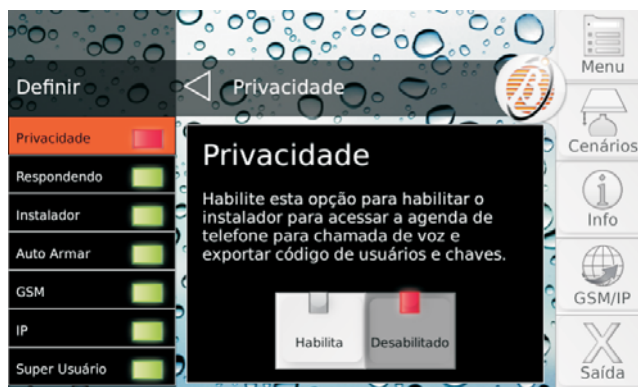 Definir
Privacidade
Menu
Privacidade
Respondendo
Instalador
Auto Armar
GSM
IP
Super Usuário
Privacidade
Habilite esta opção para habilitar o
instalador para acessar a agenda de
telefone para chamada de voz e
exportar código de usuários e chaves.
Habilita
Desabilitado
Cenários
Info
GSM/IP
Saída